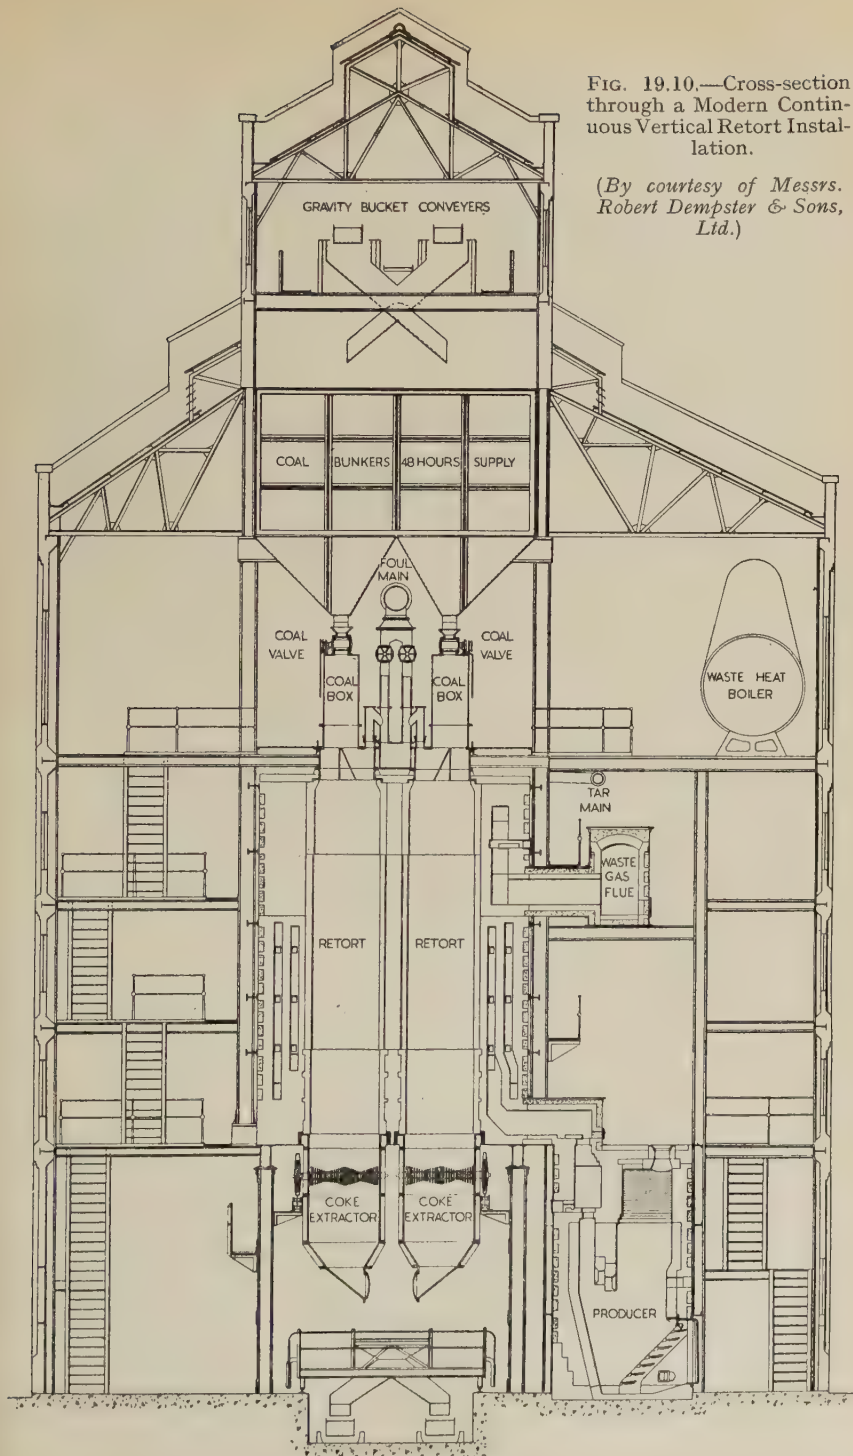 FIG. 19.10.—Cross-section
through a Modern Contin-
uous Vertical Retort Instal-
lation.
(By courtesy of Messrs.
Robert Dempster & Sons,
Ltd.)
GRAVITY BUCKET CONVEYERS
COAL BUNKERS 48 HOURS SUPPLY
FOUL
MAIN
COAL
VALVE
COAL
VALVE
COAL
BOX
COAL
BOX
WASTE HEAT
BOILER
TAR
MAIN
WASTE
GAS
FLUE
RETORT
RETORT
COKE
EXTRACTOR
COKE
EXTRACTOR
PRODUCER